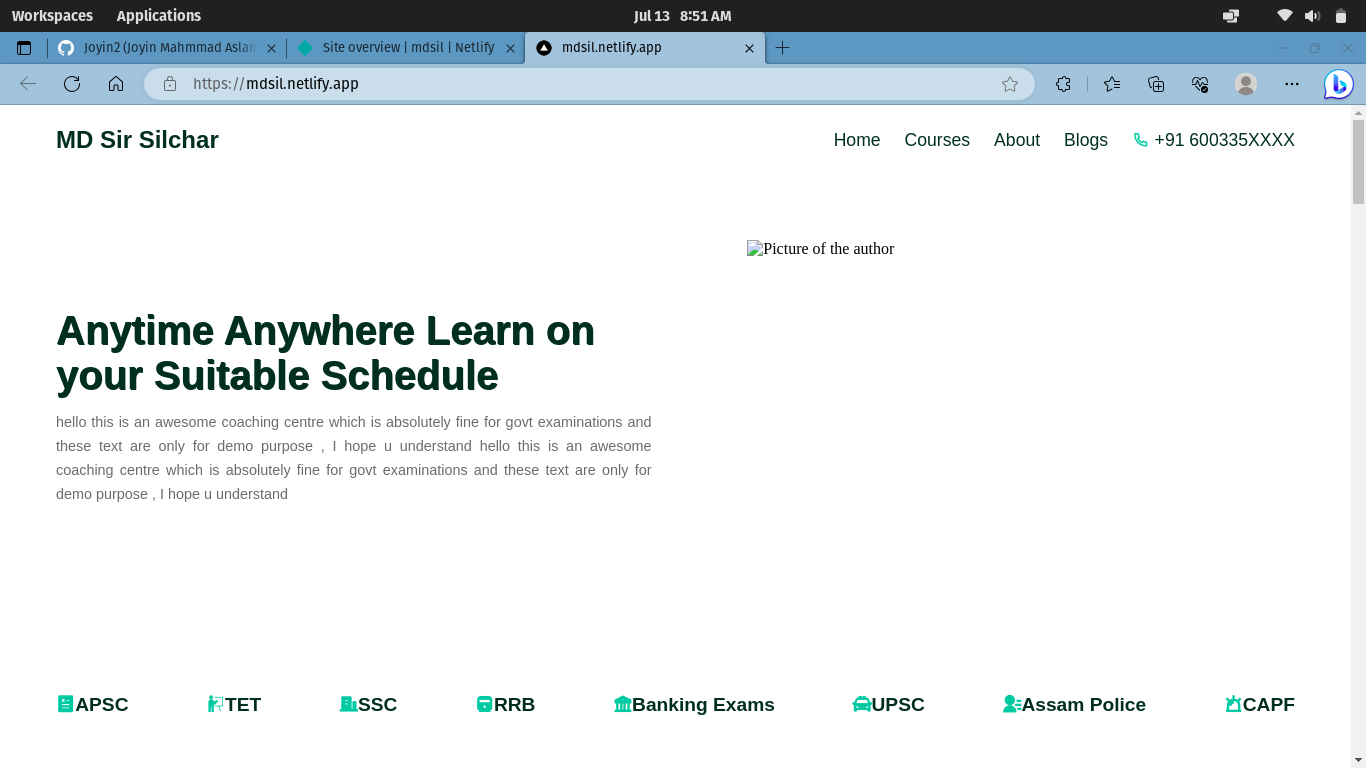 Workspaces Applications Jul 13 8:51 AM
Joyin2 (Joyin Mahmmad Aslam Site overview | mdsil | Netlify mdsil.netlify.app
https://mdsil.netlify.app
MD Sir Silchar Home Courses About Blogs +91 600335XXXX
Picture of the author
Anytime Anywhere Learn on
your Suitable Schedule
hello this is an awesome coaching centre which is absolutely fine for govt examinations and
these text are only for demo purpose , I hope u understand hello this is an awesome
coaching centre which is absolutely fine for govt examinations and these text are only for
demo purpose , I hope u understand
APSC TET SSC RRB Banking Exams UPSC Assam Police CAPF